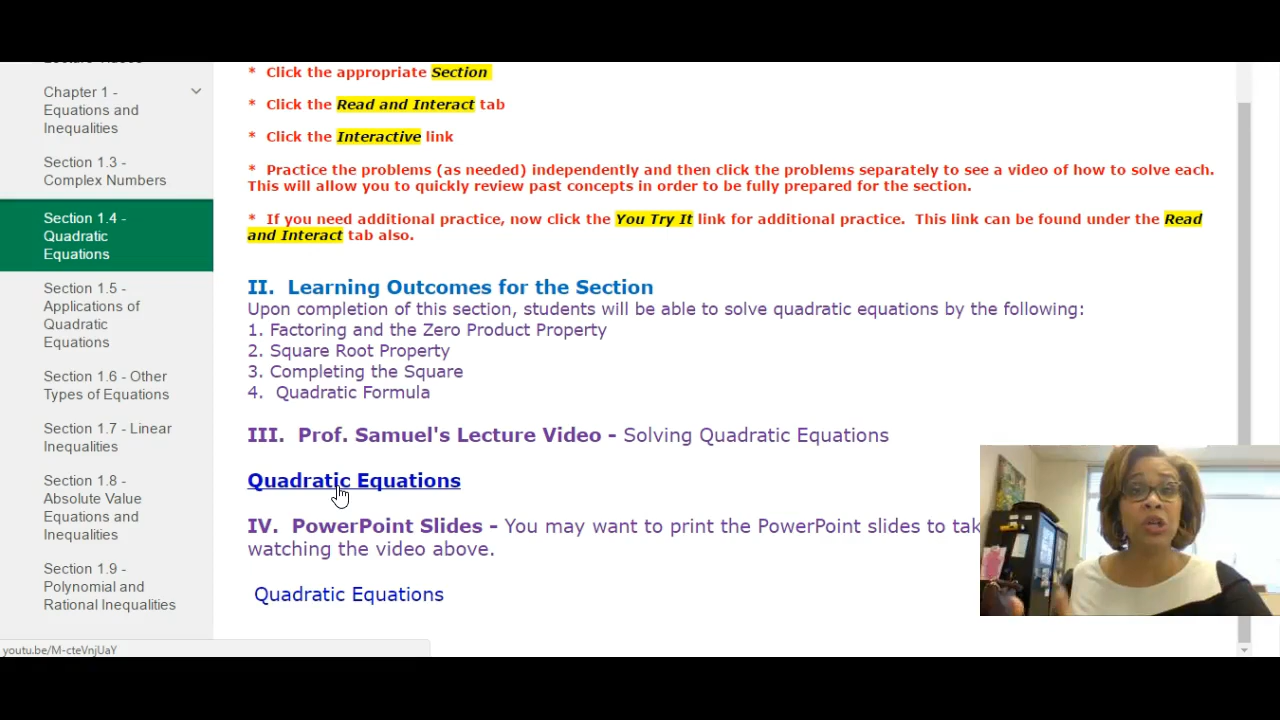 Chapter 1 -
Equations and
Inequalities
Section 1.3 -
Complex Numbers
Section 1.4 -
Quadratic
Equations
Section 1.5 -
Applications of
Quadratic
Equations
Section 1.6 - Other
Types of Equations
Section 1.7 - Linear
Inequalities
Section 1.8 -
Absolute Value
Equations and
Inequalities
Section 1.9 -
Polynomial and
Rational Inequalities
* Click the appropriate Section
* Click the Read and Interact tab
* Click the Interactive link
* Practice the problems (as needed) independently and then click the problems separately to see a video of how to solve each.
This will allow you to quickly review past concepts in order to be fully prepared for the section.
* If you need additional practice, now click the You Try It link for additional practice. This link can be found under the Read
and Interact tab also.
II. Learning Outcomes for the Section
Upon completion of this section, students will be able to solve quadratic equations by the following:
1. Factoring and the Zero Product Property
2. Square Root Property
3. Completing the Square
4. Quadratic Formula
III. Prof. Samuel's Lecture Video - Solving Quadratic Equations
Quadratic Equations
IV. PowerPoint Slides - You may want to print the PowerPoint slides to tak
watching the video above.
Quadratic Equations
youtu.be/M-cteVnjUaY